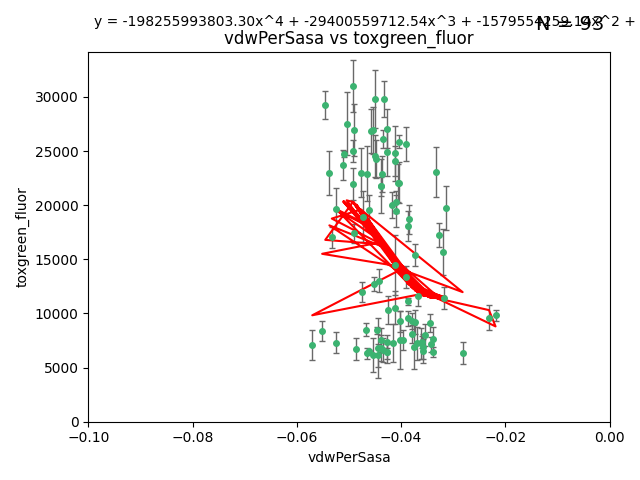 y = -198255993803.30x^4 + -29400559712.54x^3 + -1579554259.14x^2 +
N = 93
vdwPerSasa vs toxgreen_fluor
toxgreen_fluor
30000
25000
20000
15000
10000
5000
0
−0.10 −0.08 −0.06 −0.04 −0.02 0.00
vdwPerSasa